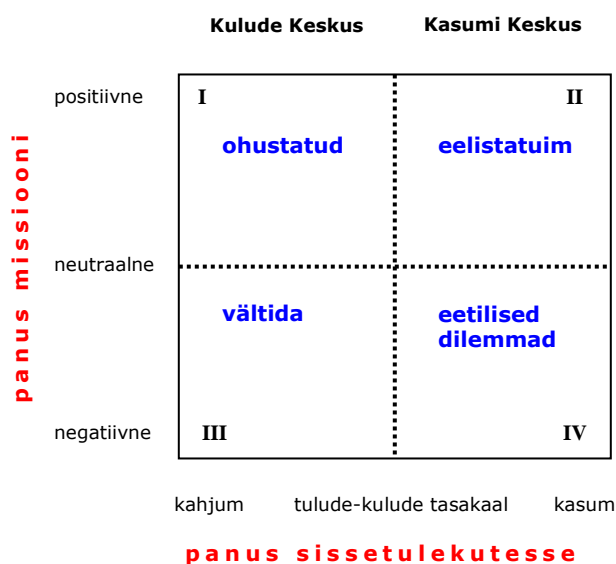 Kulude Keskus
Kasumi Keskus
positiivne
I
II
ohustatud
eelistatuim
panus missiooni
neutraalne
vältida
eetilised
dilemmad
negatiivne
III
IV
kahjum
tulude-kulude tasakaal
kasum
panus sissetulekutesse